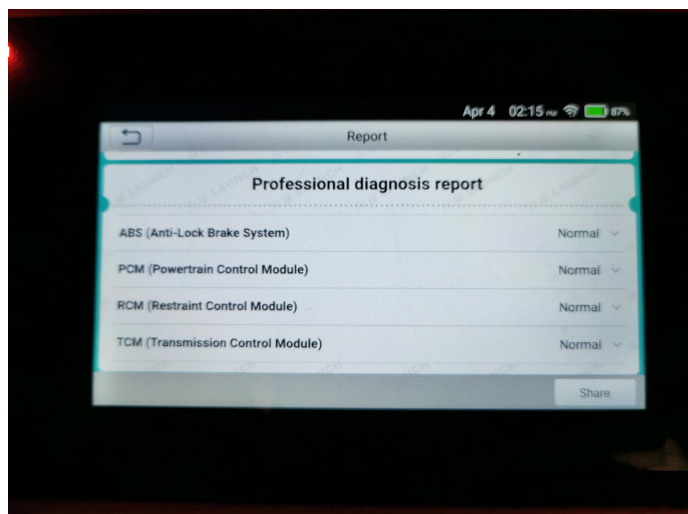 Apr 4 02:15 PM 87%
Report
Professional diagnosis report
ABS (Anti-Lock Brake System) Normal
PCM (Powertrain Control Module) Normal
RCM (Restraint Control Module) Normal
TCM (Transmission Control Module) Normal
Share